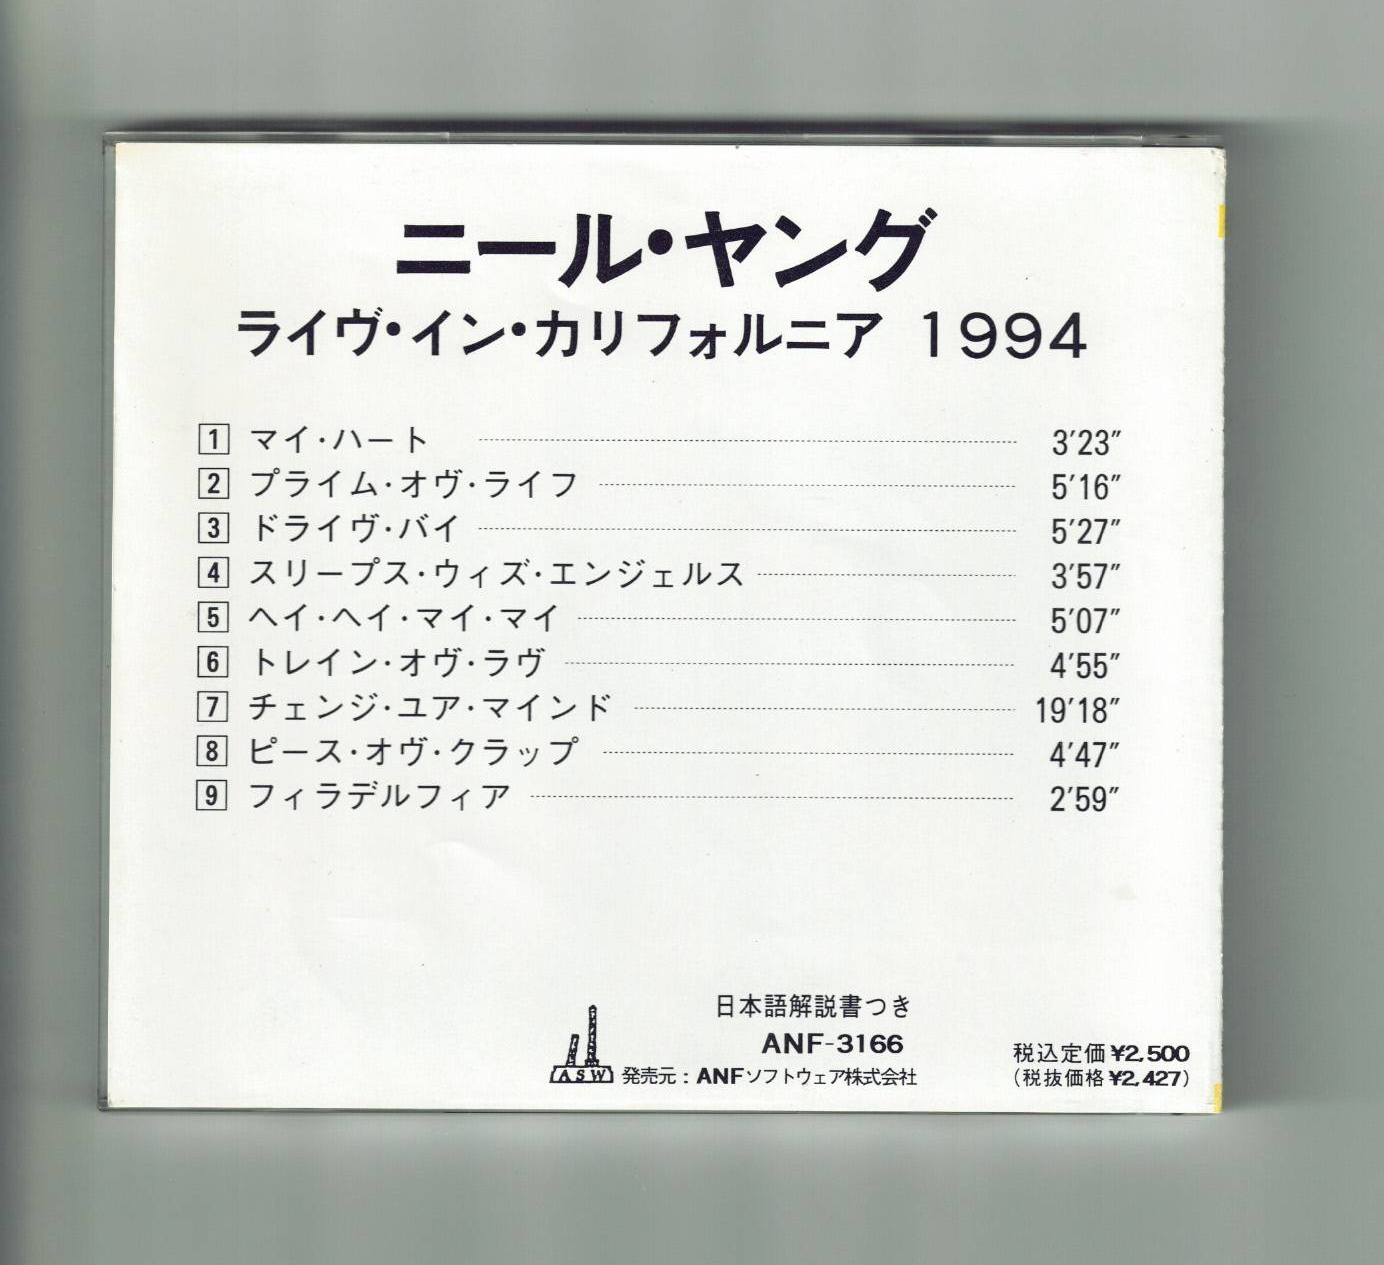 ニール・ヤング
ライヴ・イン・カリフォルニア 1994
1 マイ・ハート 3′23″
2 プライム・オヴ・ライフ 5′16″
3 ドライヴ・バイ 5′27″
4 スリープス・ウィズ・エンジェルス 3′57″
5 ヘイ・ヘイ・マイ・マイ 5′07″
6 トレイン・オヴ・ラヴ 4′55″
7 チェンジ・ユア・マインド 19′18″
8 ピース・オヴ・クラップ 4′47″
9 フィラデルフィア 2′59″
日本語解説書つき
ANF-3166
ASW 発売元：ANFソフトウェア株式会社
税込定価¥2,500
（税抜価格¥2,427）